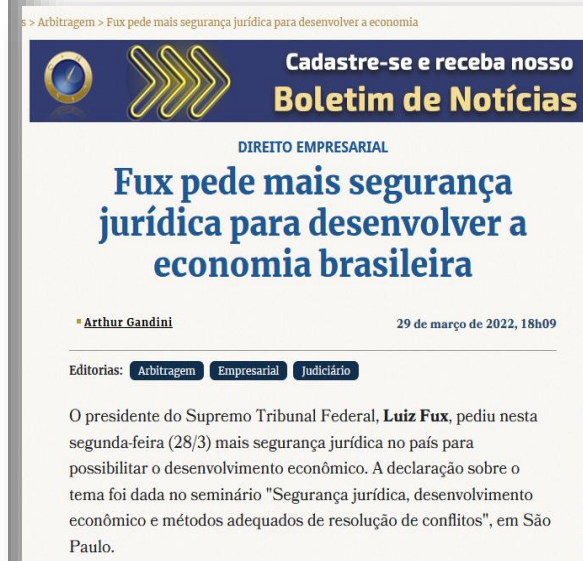 s > Arbitragem > Fux pede mais segurança jurídica para desenvolver a economia
Cadastre-se e receba nosso
Boletim de Notícias
DIREITO EMPRESARIAL
Fux pede mais segurança
jurídica para desenvolver a
economia brasileira
Arthur Gandini
29 de março de 2022, 18h09
Editorias: Arbitragem Empresarial Judiciário
O presidente do Supremo Tribunal Federal, Luiz Fux, pediu nesta
segunda-feira (28/3) mais segurança jurídica no país para
possibilitar o desenvolvimento econômico. A declaração sobre o
tema foi dada no seminário "Segurança jurídica, desenvolvimento
econômico e métodos adequados de resolução de conflitos", em São
Paulo.